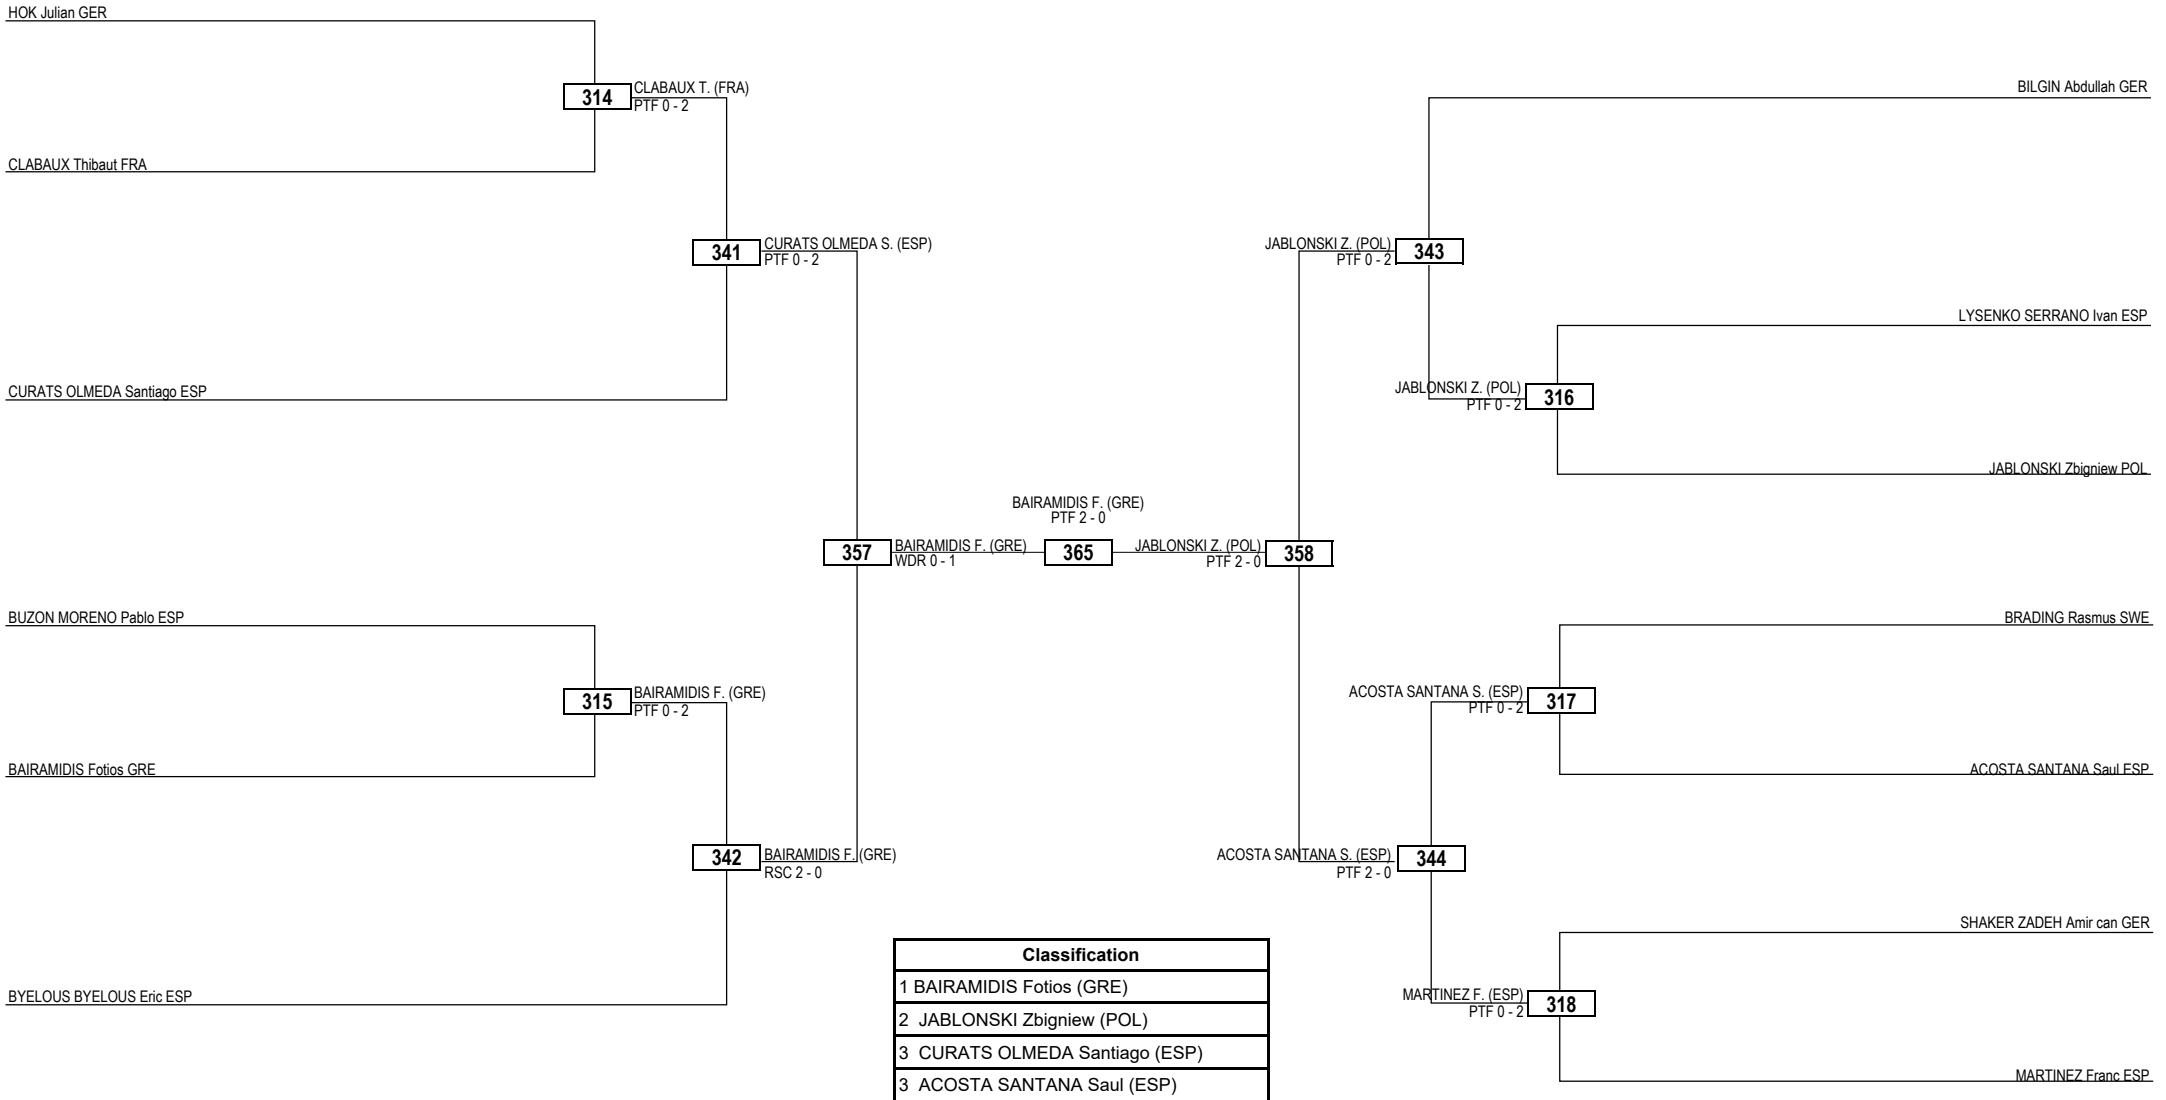 HOK Julian GER
314
CLABAUX T. (FRA)
PTF 0 - 2
CLABAUX Thibaut FRA
341
CURATS OLMEDA S. (ESP)
PTF 0 - 2
CURATS OLMEDA Santiago ESP
357
BAIRAMIDIS F. (GRE)
WDR 0 - 1
BUZON MORENO Pablo ESP
315
BAIRAMIDIS F. (GRE)
PTF 0 - 2
BAIRAMIDIS Fotios GRE
342
BAIRAMIDIS F. (GRE)
RSC 2 - 0
BYELOUS BYELOUS Eric ESP
BAIRAMIDIS F. (GRE)
PTF 2 - 0
365
BILGIN Abdullah GER
JABLONSKI Z. (POL)
PTF 0 - 2
343
LYSENKO SERRANO Ivan ESP
JABLONSKI Z. (POL)
PTF 0 - 2
316
JABLONSKI Zbigniew POL
JABLONSKI Z. (POL)
PTF 2 - 0
358
BRADING Rasmus SWE
ACOSTA SANTANA S. (ESP)
PTF 0 - 2
317
ACOSTA SANTANA Saul ESP
ACOSTA SANTANA S. (ESP)
PTF 2 - 0
344
SHAKER ZADEH Amir can GER
MARTINEZ F. (ESP)
PTF 0 - 2
318
MARTINEZ Franc ESP
Classification
1 BAIRAMIDIS Fotios (GRE)
2 JABLONSKI Zbigniew (POL)
3 CURATS OLMEDA Santiago (ESP)
3 ACOSTA SANTANA Saul (ESP)